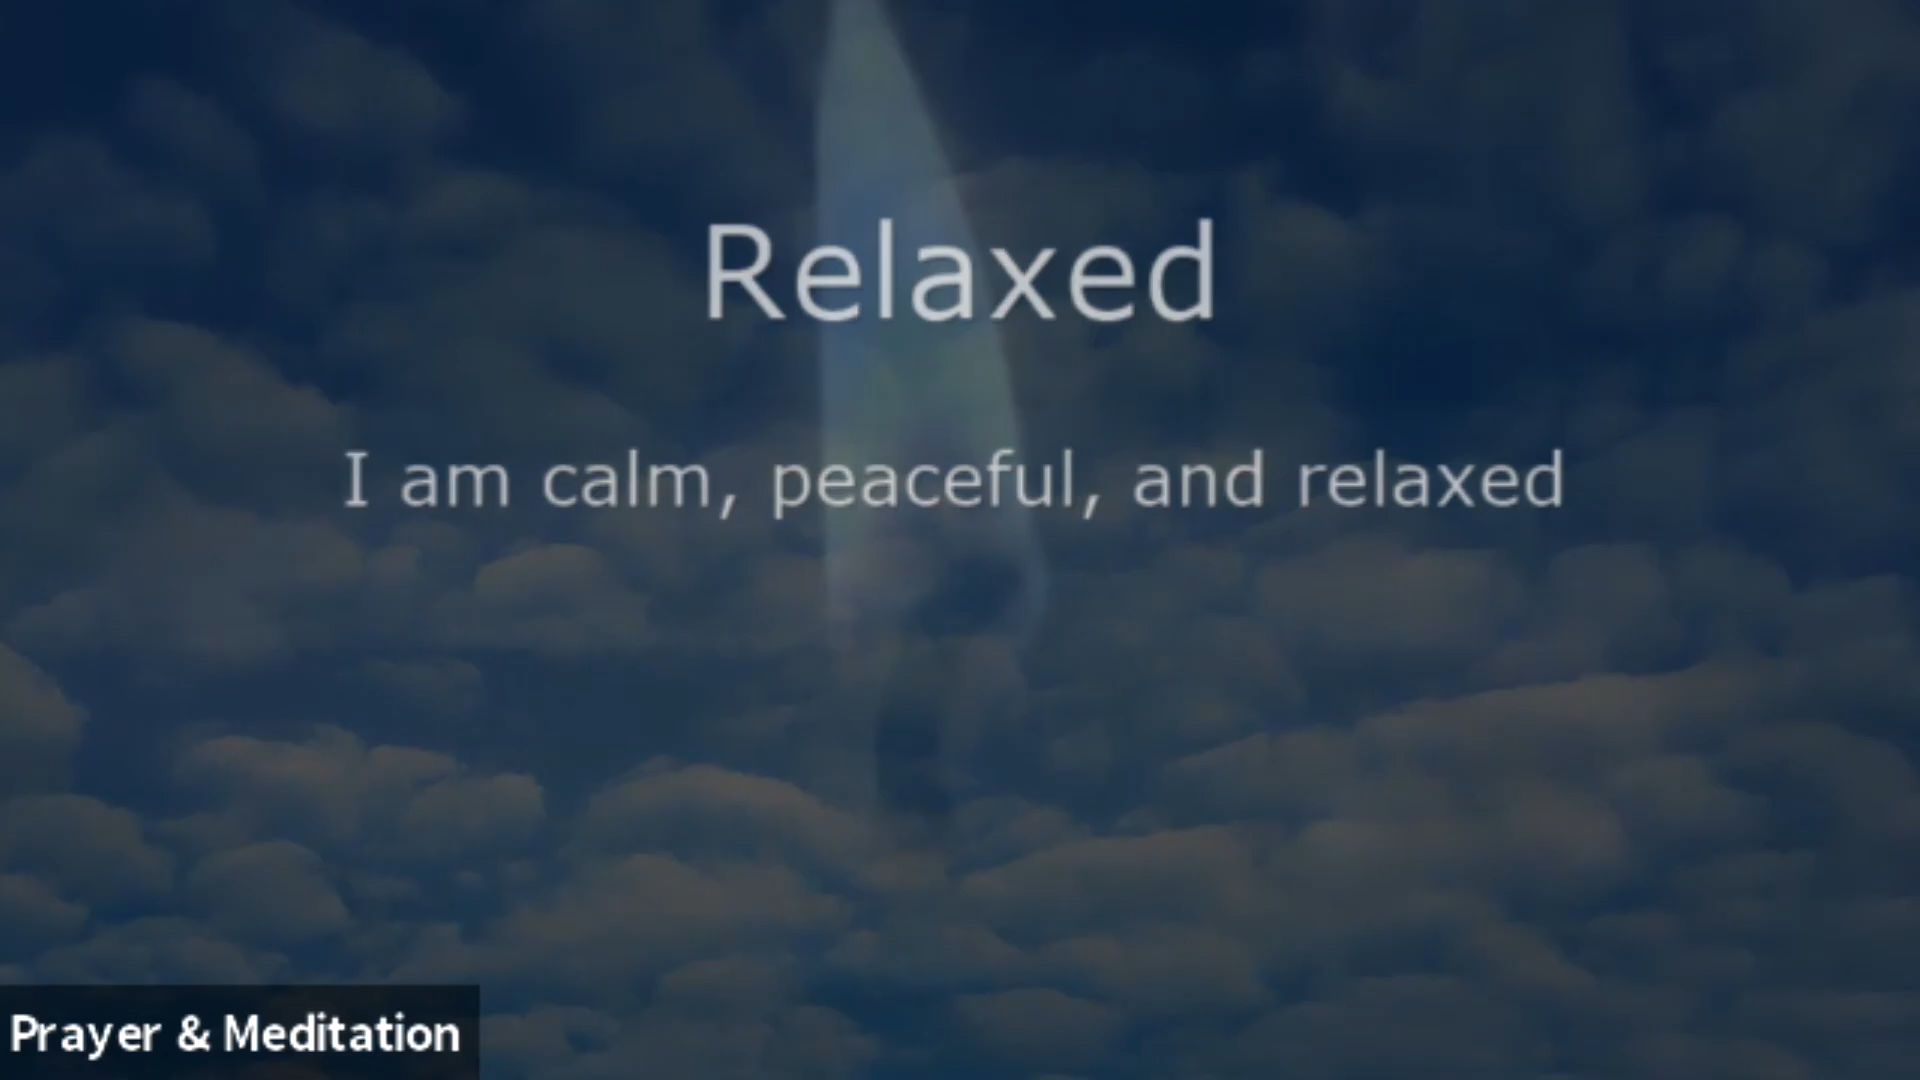 Relaxed
I am calm, peaceful, and relaxed
Prayer & Meditation